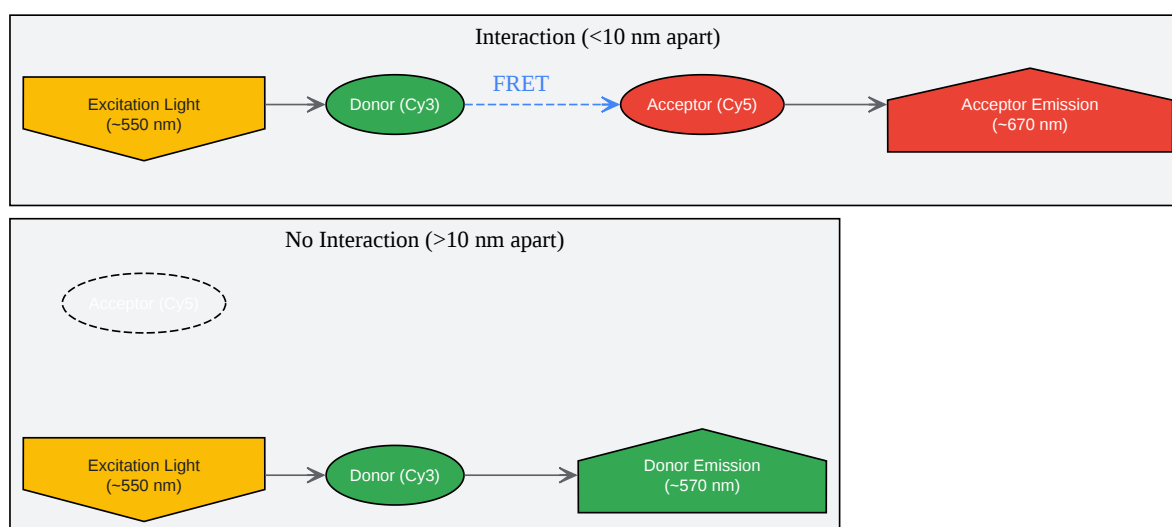 Interaction (<10 nm apart)
Excitation Light
(~550 nm)
Donor (Cy3)
FRET
Acceptor (Cy5)
Acceptor Emission
(~670 nm)
No Interaction (>10 nm apart)
Acceptor (Cy5)
Excitation Light
(~550 nm)
Donor (Cy3)
Donor Emission
(~570 nm)